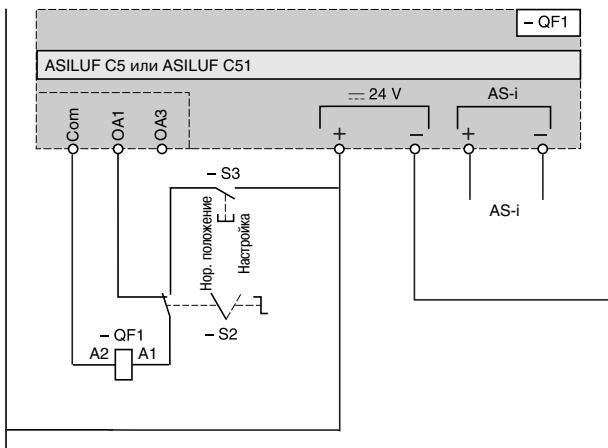 – QF1
ASILUF C5 или ASILUF C51
Com
OA1
OA3
24 V
+
–
AS-i
+
–
AS-i
– S3
Нор. положение
Настройка
– S2
– QF1
A2
A1